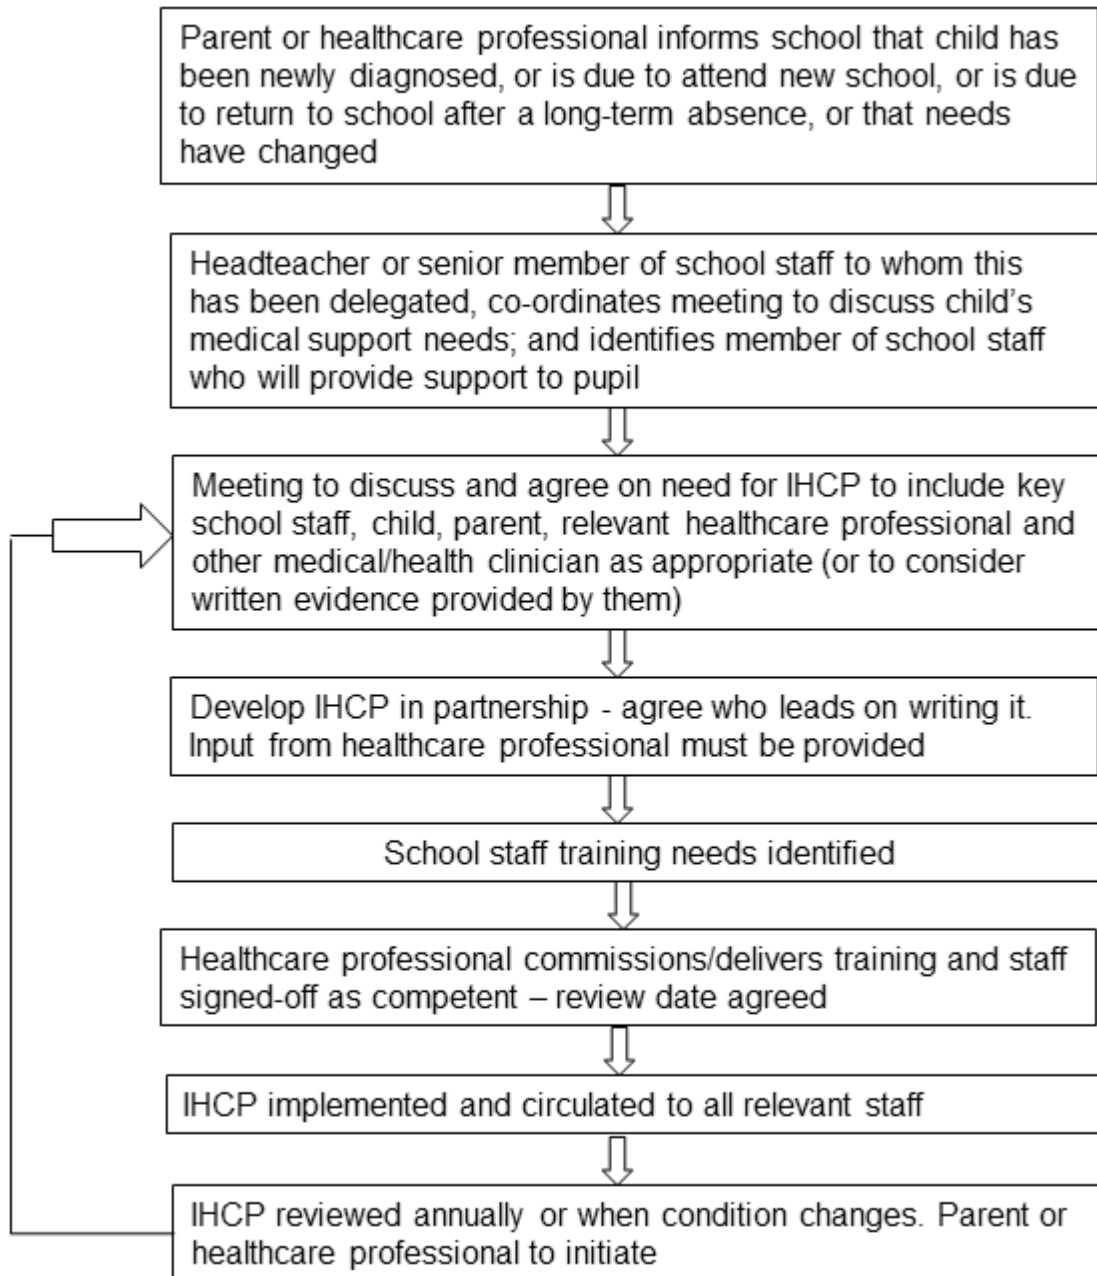 Parent or healthcare professional informs school that child has
been newly diagnosed, or is due to attend new school, or is due
to return to school after a long-term absence, or that needs
have changed
Headteacher or senior member of school staff to whom this
has been delegated, co-ordinates meeting to discuss child's
medical support needs; and identifies member of school staff
who will provide support to pupil
Meeting to discuss and agree on need for IHCP to include key
school staff, child, parent, relevant healthcare professional and
other medical/health clinician as appropriate (or to consider
written evidence provided by them)
Develop IHCP in partnership - agree who leads on writing it.
Input from healthcare professional must be provided
School staff training needs identified
Healthcare professional commissions/delivers training and staff
signed-off as competent – review date agreed
IHCP implemented and circulated to all relevant staff
IHCP reviewed annually or when condition changes. Parent or
healthcare professional to initiate